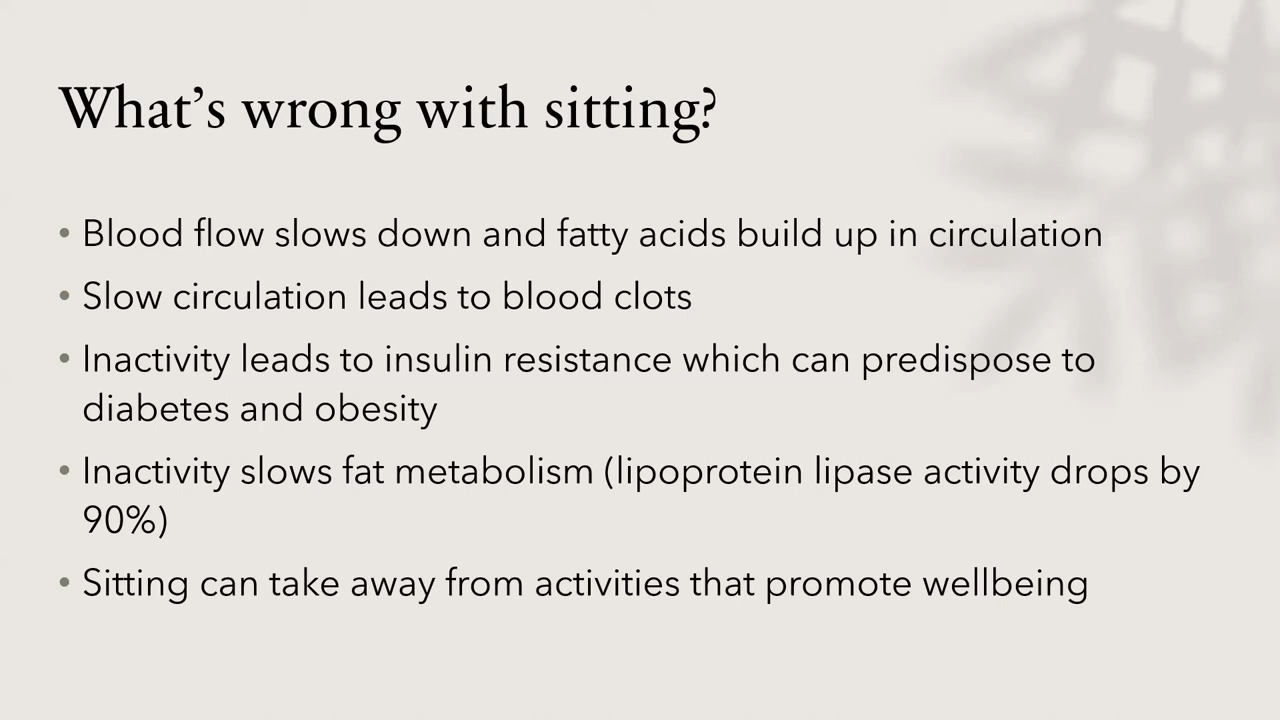 What’s wrong with sitting?
• Blood flow slows down and fatty acids build up in circulation
• Slow circulation leads to blood clots
• Inactivity leads to insulin resistance which can predispose to
diabetes and obesity
• Inactivity slows fat metabolism (lipoprotein lipase activity drops by
90%)
• Sitting can take away from activities that promote wellbeing